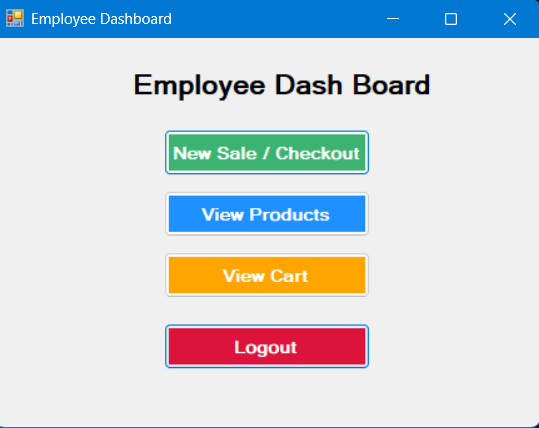 Employee Dashboard
Employee Dash Board
New Sale / Checkout
View Products
View Cart
Logout